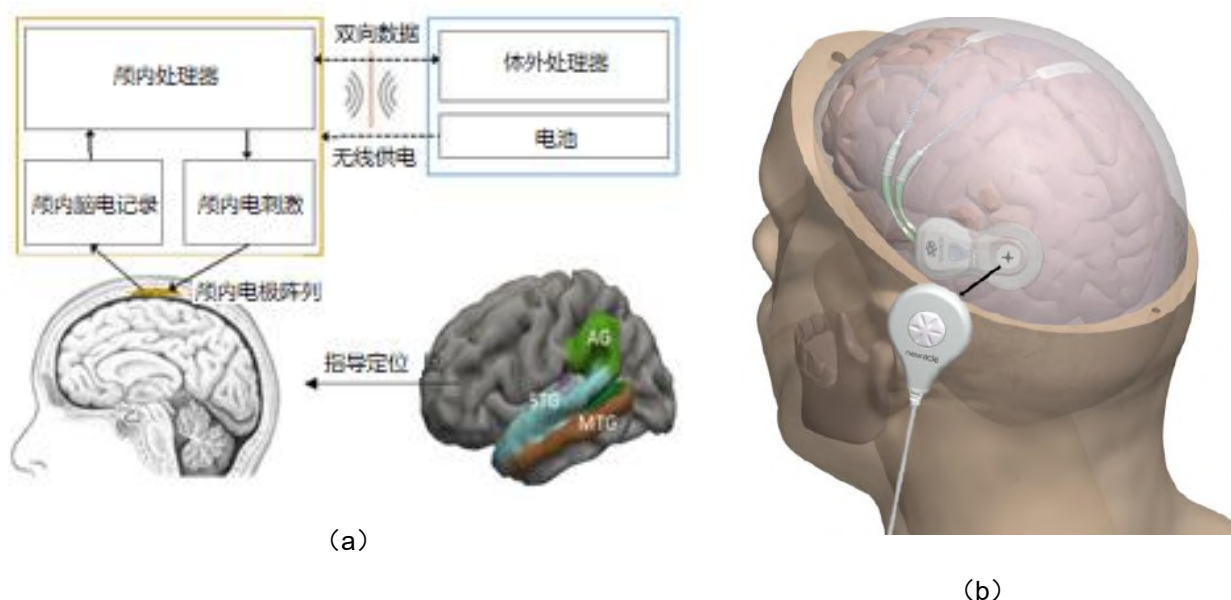 双向数据
颅内处理器
体外处理器
电池
无线供电
颅内脑电记录
颅内电刺激
颅内电极阵列
指导定位
AG
STG
MTG
neuracle
(a)
(b)